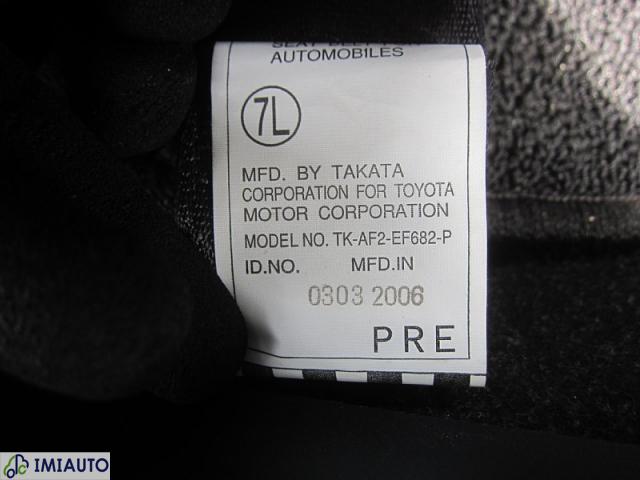 AUTOMOBILES
7L
MFD. BY TAKATA
CORPORATION FOR TOYOTA
MOTOR CORPORATION
MODEL NO. TK-AF2-EF682-P
ID.NO. MFD.IN
0303 2006
PRE
IMIAUTO